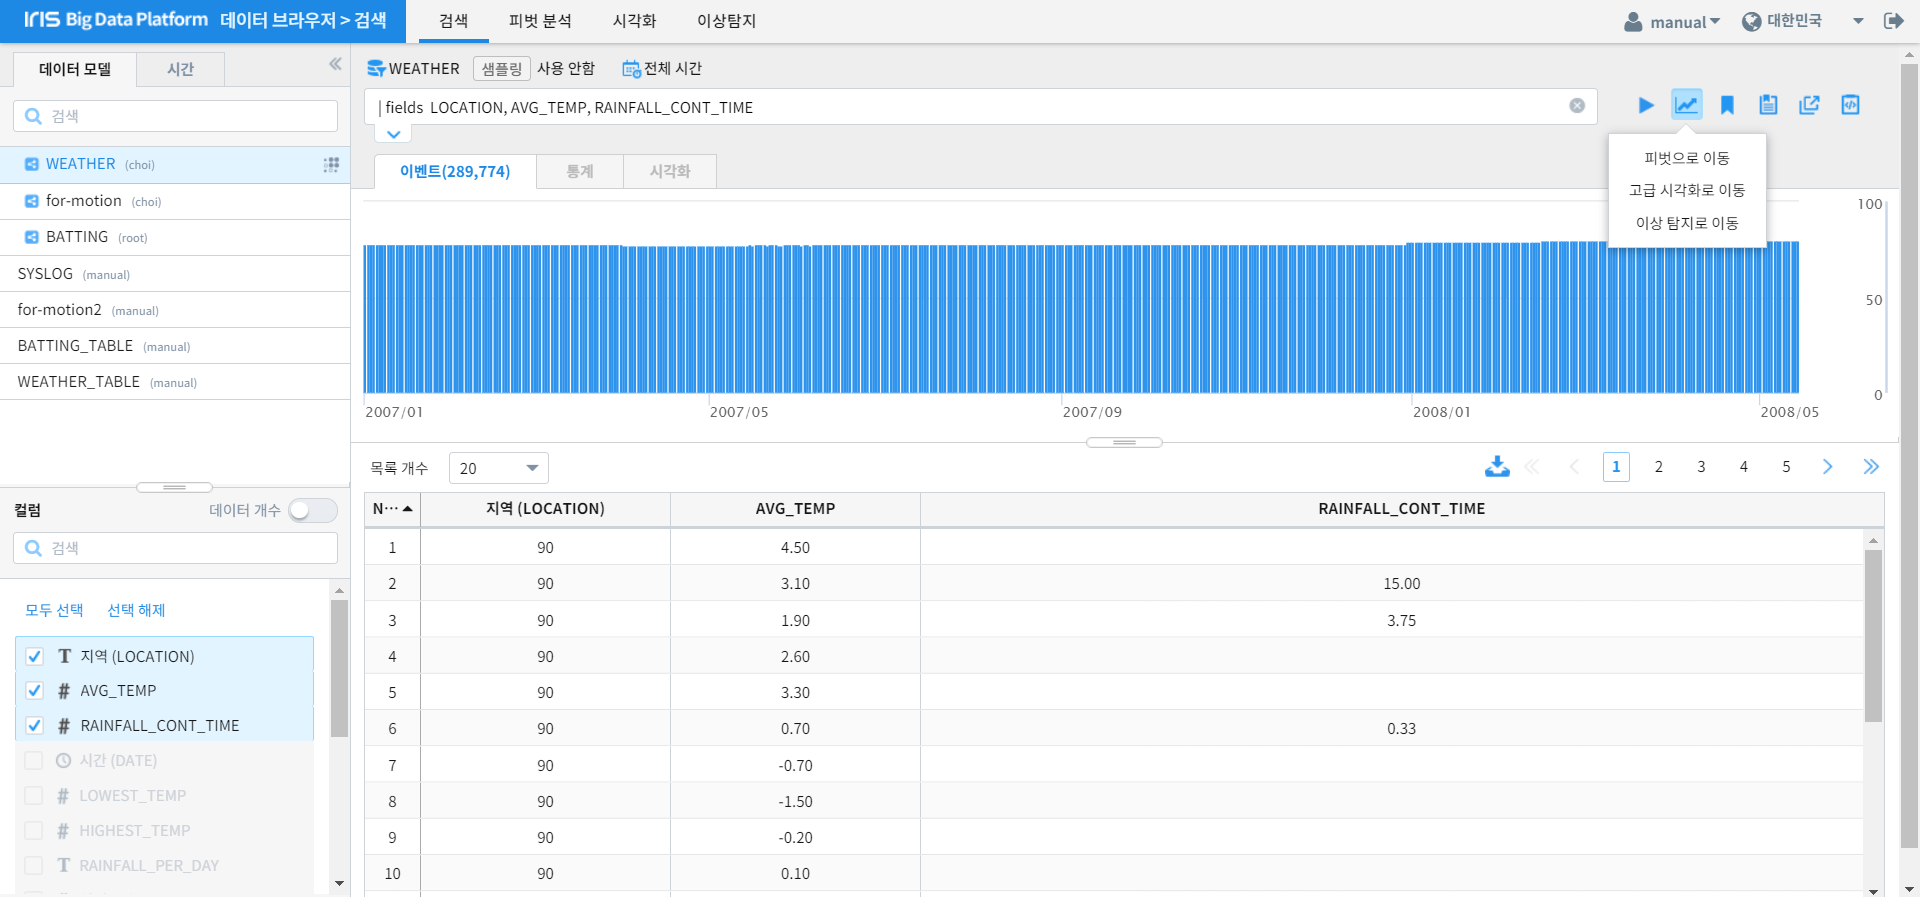 IRIS Big Data Platform 데이터 브라우저 > 검색
검색 피벗 분석 시각화 이상탐지
manual 대한민국
데이터 모델 시간
검색
WEATHER (choi)
for-motion (choi)
BATTING (root)
SYSLOG (manual)
for-motion2 (manual)
BATTING_TABLE (manual)
WEATHER_TABLE (manual)
컬럼 데이터 개수
검색
모두 선택 선택 해제
T 지역 (LOCATION)
# AVG_TEMP
# RAINFALL_CONT_TIME
시간 (DATE)
# LOWEST_TEMP
# HIGHEST_TEMP
T RAINFALL_PER_DAY
WEATHER 샘플링 사용 안함 전체 시간
| fields LOCATION, AVG_TEMP, RAINFALL_CONT_TIME
피벗으로 이동
고급 시각화로 이동
이상 탐지로 이동
이벤트(289,774) 통계 시각화
100
50
0
2007/01 2007/05 2007/09 2008/01 2008/05
목록 개수 20
1 2 3 4 5
N··· 지역 (LOCATION) AVG_TEMP RAINFALL_CONT_TIME
1 90 4.50
2 90 3.10 15.00
3 90 1.90 3.75
4 90 2.60
5 90 3.30
6 90 0.70 0.33
7 90 -0.70
8 90 -1.50
9 90 -0.20
10 90 0.10